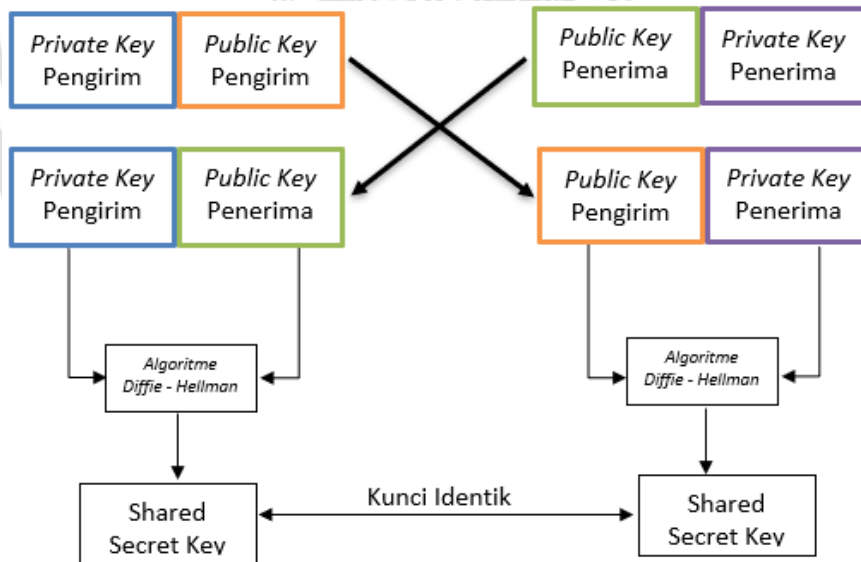 Private Key
Pengirim
Public Key
Pengirim
Public Key
Penerima
Private Key
Penerima
Private Key
Pengirim
Public Key
Penerima
Public Key
Pengirim
Private Key
Penerima
Algoritme
Diffie - Hellman
Algoritme
Diffie - Hellman
Shared
Secret Key
Kunci Identik
Shared
Secret Key